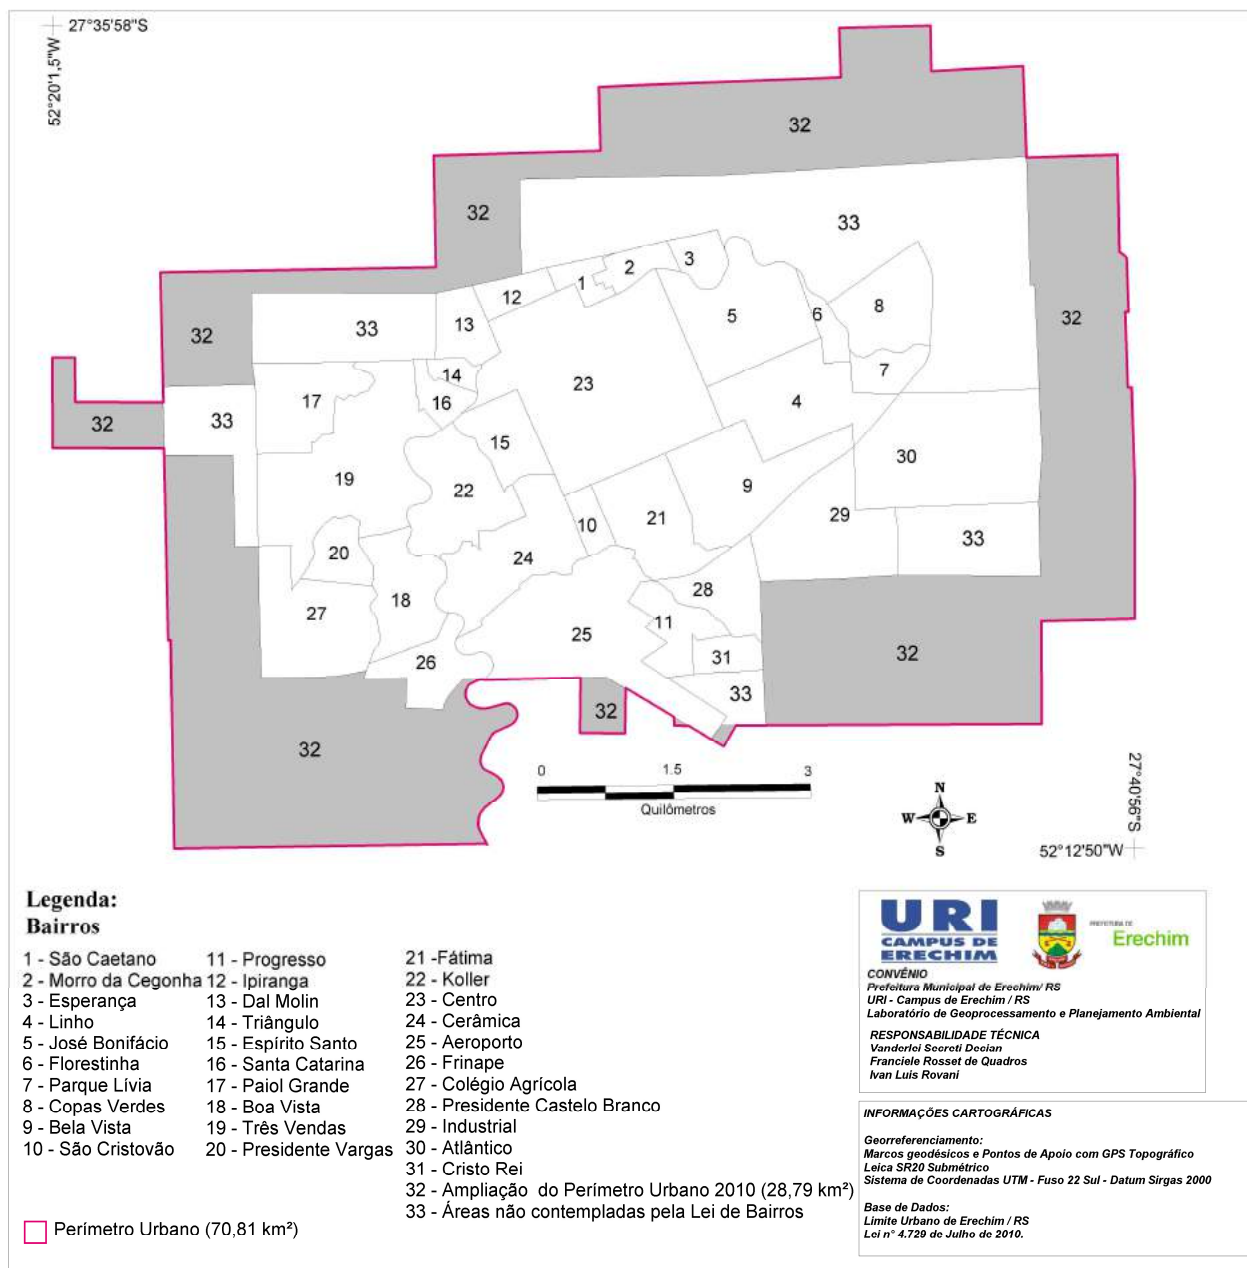 27°35'58"S
52°20'1,5"W
32
32
33
3
2
1
12
32
33
13
5
6
8
32
14
23
7
17
16
4
32
33
15
30
19
22
9
21
29
10
33
20
24
18
28
27
11
25
26
31
32
33
32
32
0
1.5
3
Quilômetros
N
W
E
S
27°40'56"S
52°12'50"W
Legenda:
Bairros
1 - São Caetano
2 - Morro da Cegonha
3 - Esperança
4 - Linho
5 - José Bonifácio
6 - Florestinha
7 - Parque Lívia
8 - Copas Verdes
9 - Bela Vista
10 - São Cristovão
11 - Progresso
12 - Ipiranga
13 - Dal Molin
14 - Triângulo
15 - Espírito Santo
16 - Santa Catarina
17 - Paiol Grande
18 - Boa Vista
19 - Três Vendas
20 - Presidente Vargas
21 -Fátima
22 - Koller
23 - Centro
24 - Cerâmica
25 - Aeroporto
26 - Frinape
27 - Colégio Agrícola
28 - Presidente Castelo Branco
29 - Industrial
30 - Atlântico
31 - Cristo Rei
32 - Ampliação do Perímetro Urbano 2010 (28,79 km²)
33 - Áreas não contempladas pela Lei de Bairros
Perímetro Urbano (70,81 km²)
URI
CAMPUS DE
ERECHIM
PREFEITURA DE
Erechim
CONVÊNIO
Prefeitura Municipal de Erechim/ RS
URI - Campus de Erechim / RS
Laboratório de Geoprocessamento e Planejamento Ambiental
RESPONSABILIDADE TÉCNICA
Vanderlei Secreti Decian
Franciele Rosset de Quadros
Ivan Luis Rovani
INFORMAÇÕES CARTOGRÁFICAS
Georreferenciamento:
Marcos geodésicos e Pontos de Apoio com GPS Topográfico
Leica SR20 Submétrico
Sistema de Coordenadas UTM - Fuso 22 Sul - Datum Sirgas 2000
Base de Dados:
Limite Urbano de Erechim / RS
Lei n° 4.729 de Julho de 2010.